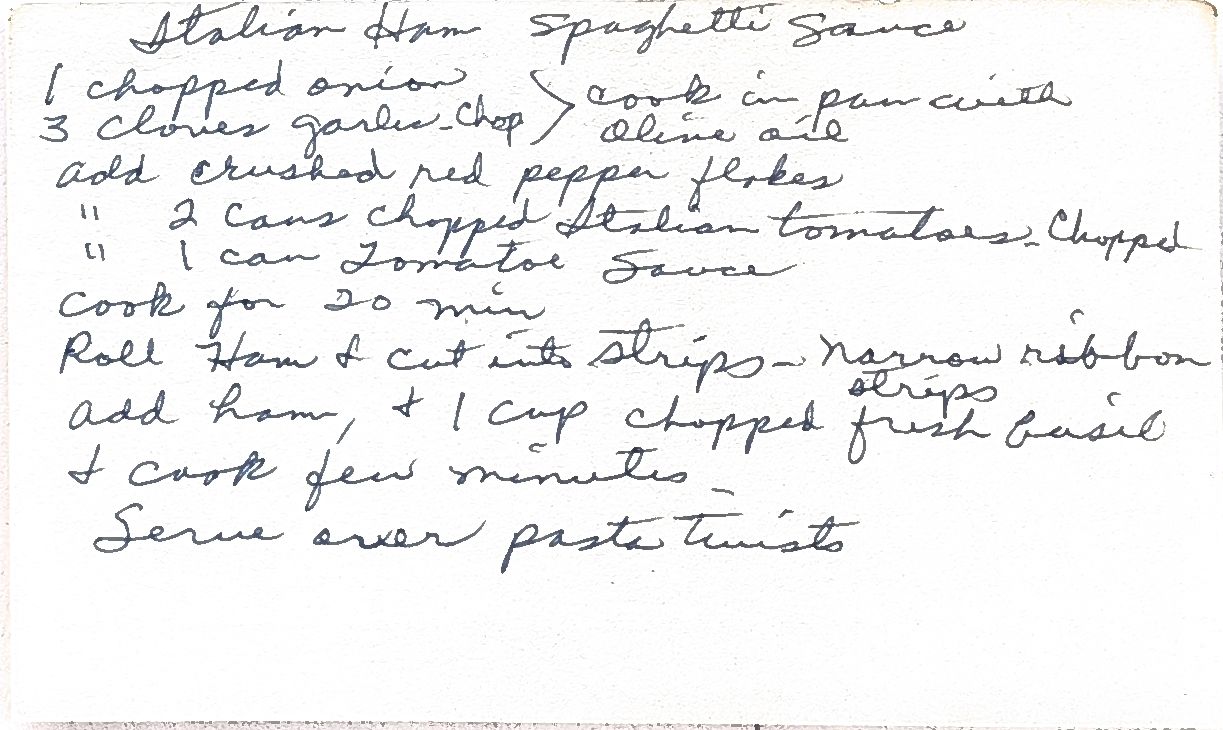 Italian Ham Spaghetti Sauce
1 chopped onion
3 cloves garlic - Chop > cook in pan with olive oil
add crushed red pepper flakes
" 2 cans chopped Italian tomatoes - Chopped
" 1 can Tomatoe Sauce
cook for 20 min
Roll Ham & cut into strips - narrow ribbon strips
add ham, & 1 cup chopped fresh basil
& cook few minutes -
Serve over pasta twists